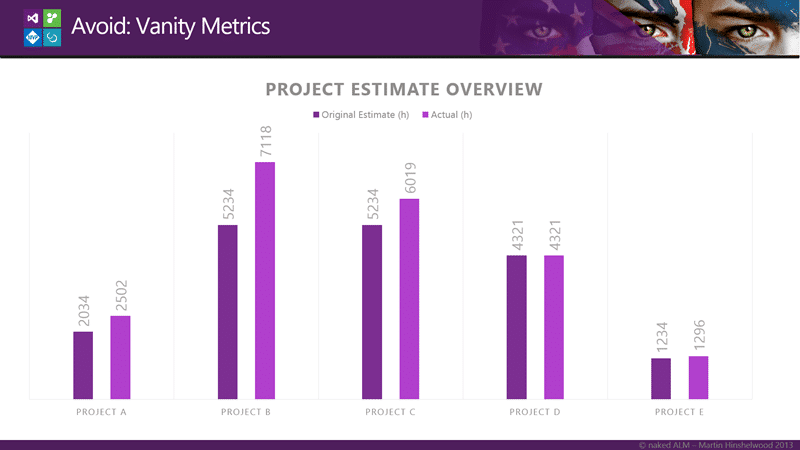 MVP
Avoid: Vanity Metrics
PROJECT ESTIMATE OVERVIEW
Original Estimate (h) Actual (h)
2034 2502 5234 7118 5234 6019 4321 4321 1234 1296
PROJECT A PROJECT B PROJECT C PROJECT D PROJECT E
© naked ALM – Martin Hinshelwood 2013